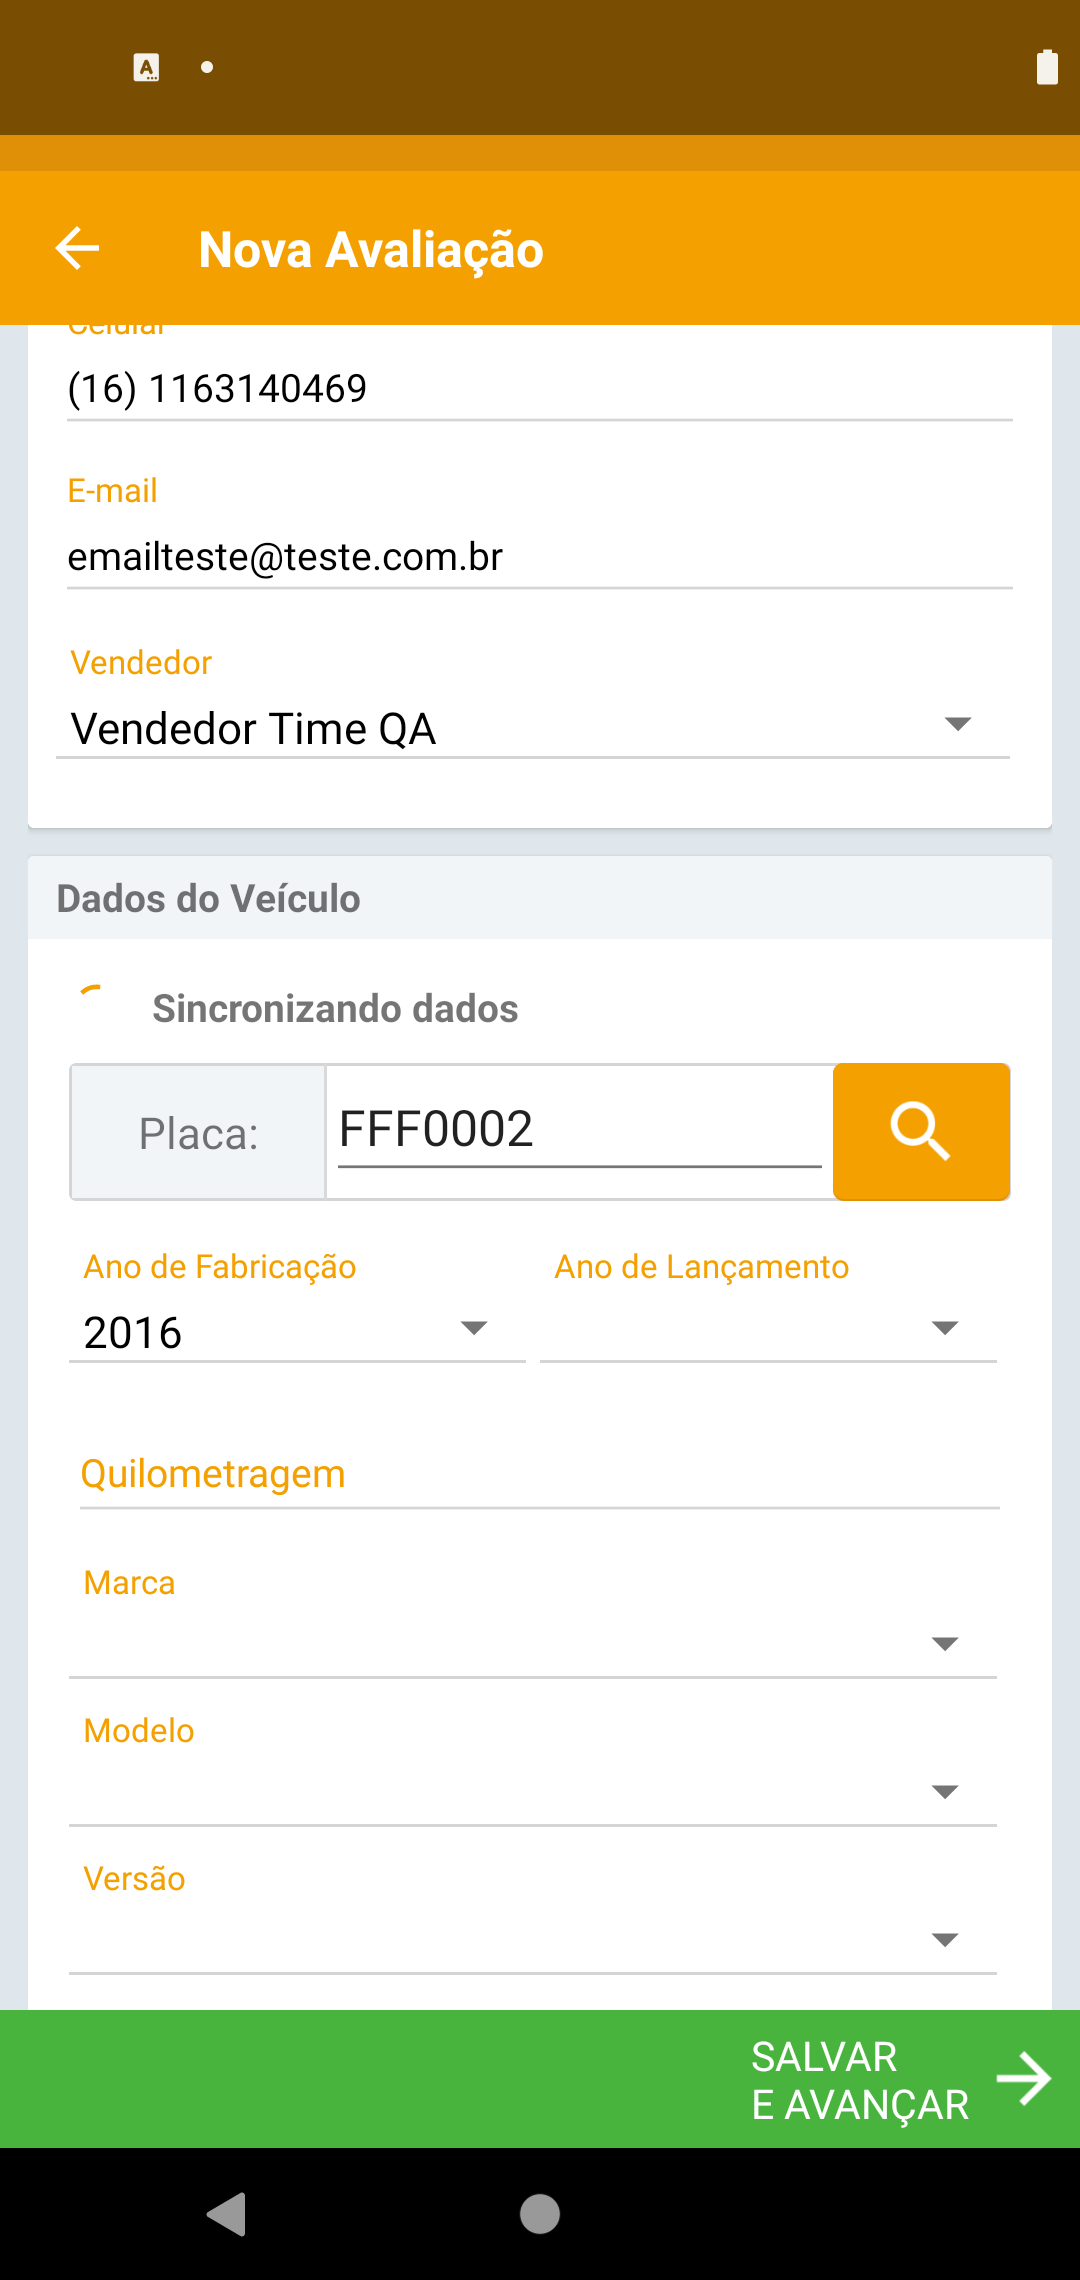 Nova Avaliação
Celular
(16) 1163140469
E-mail
emailteste@teste.com.br
Vendedor
Vendedor Time QA
Dados do Veículo
Sincronizando dados
Placa: FFF0002
Ano de Fabricação Ano de Lançamento
2016
Quilometragem
Marca
Modelo
Versão
SALVAR
E AVANÇAR